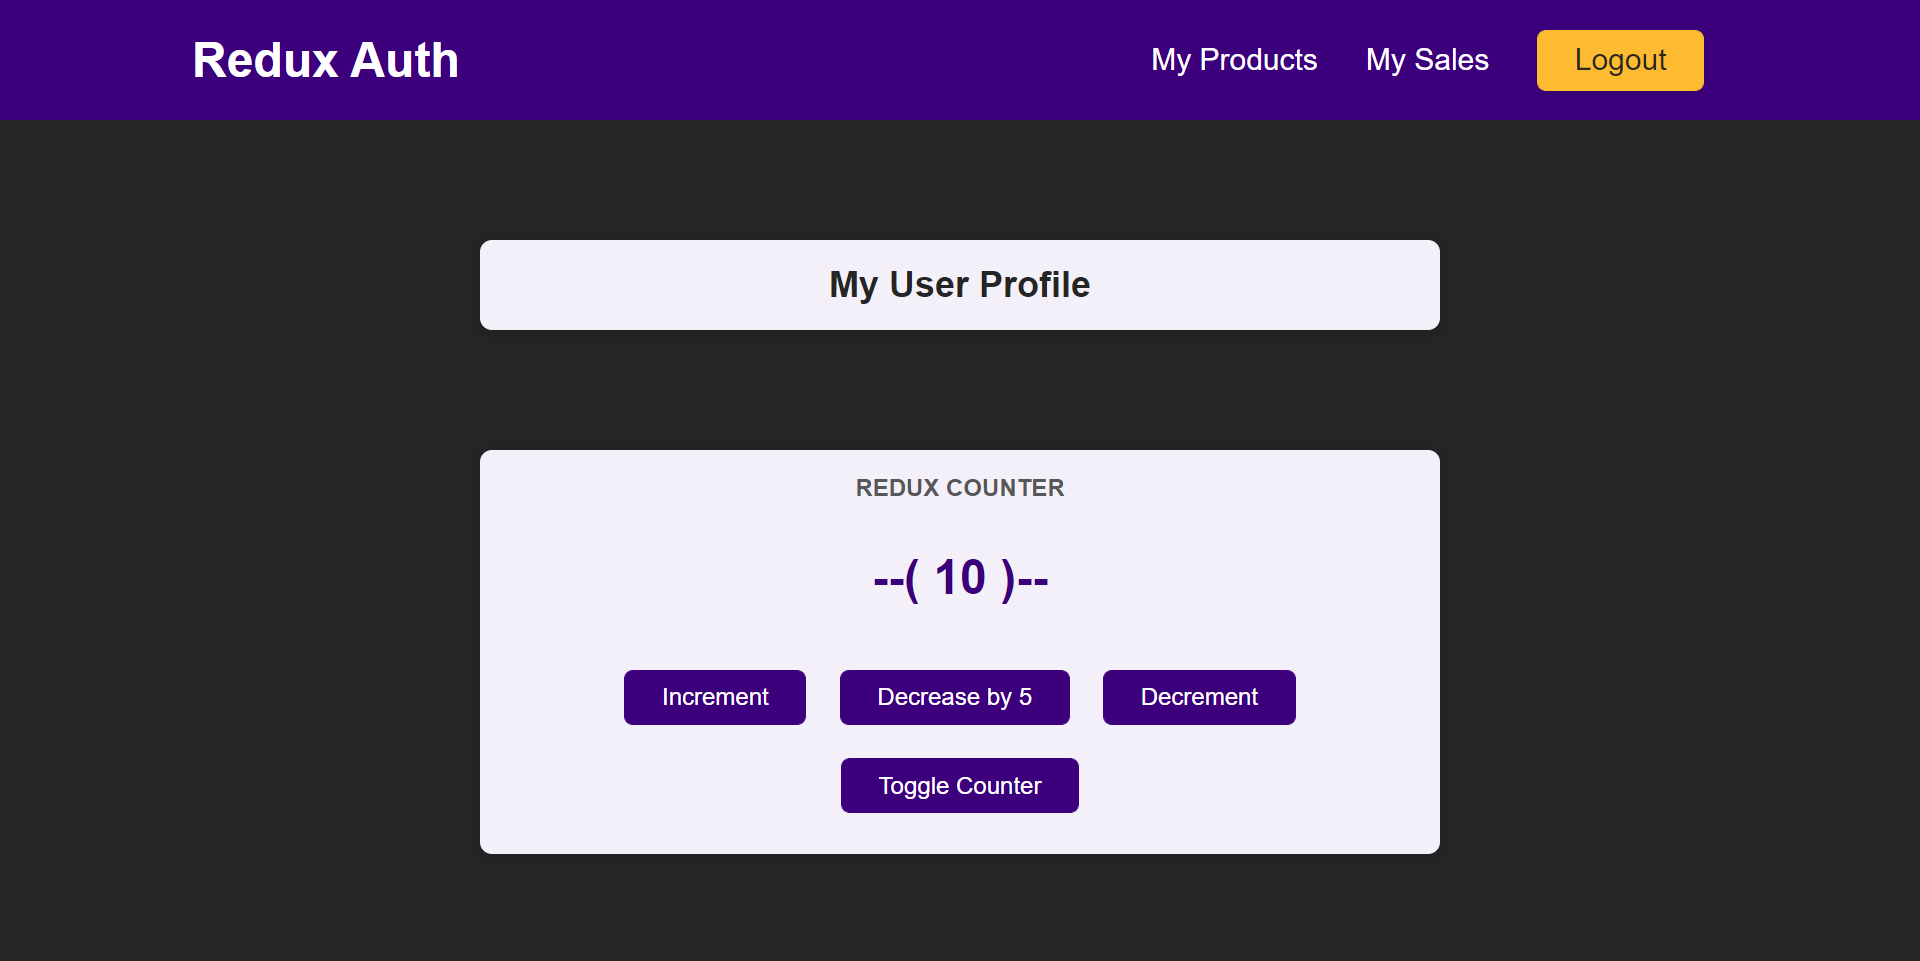 Redux Auth
My Products
My Sales
Logout
My User Profile
REDUX COUNTER
--( 10 )--
Increment
Decrease by 5
Decrement
Toggle Counter